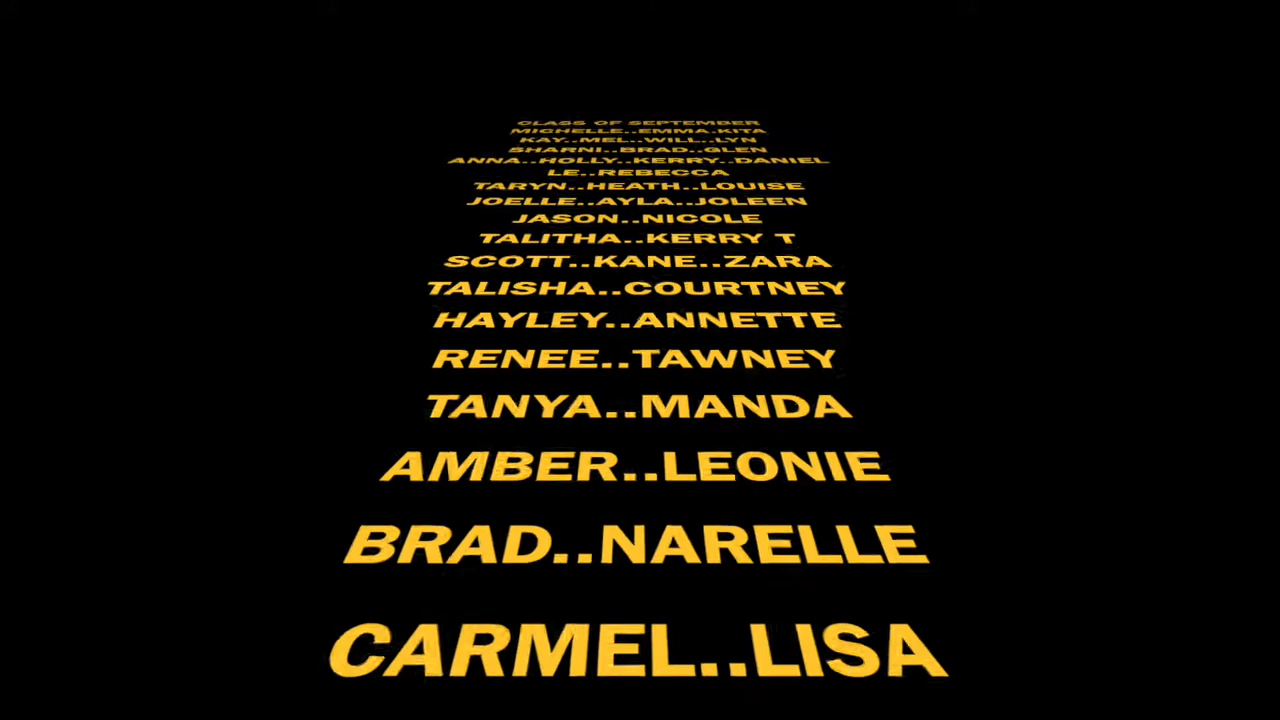 CLASS OF SEPTEMBER
MICHELLE..EMMA.KITA
KAY..MEL..WILL..LYN
SHARNI..BRAD..GLEN
ANNA..HOLLY..KERRY..DANIEL
LE..REBECCA
TARYN..HEATH..LOUISE
JOELLE..AYLA..JOLEEN
JASON..NICOLE
TALITHA..KERRY T
SCOTT..KANE..ZARA
TALISHA..COURTNEY
HAYLEY..ANNETTE
RENEE..TAWNEY
TANYA..MANDA
AMBER..LEONIE
BRAD..NARELLE
CARMEL..LISA